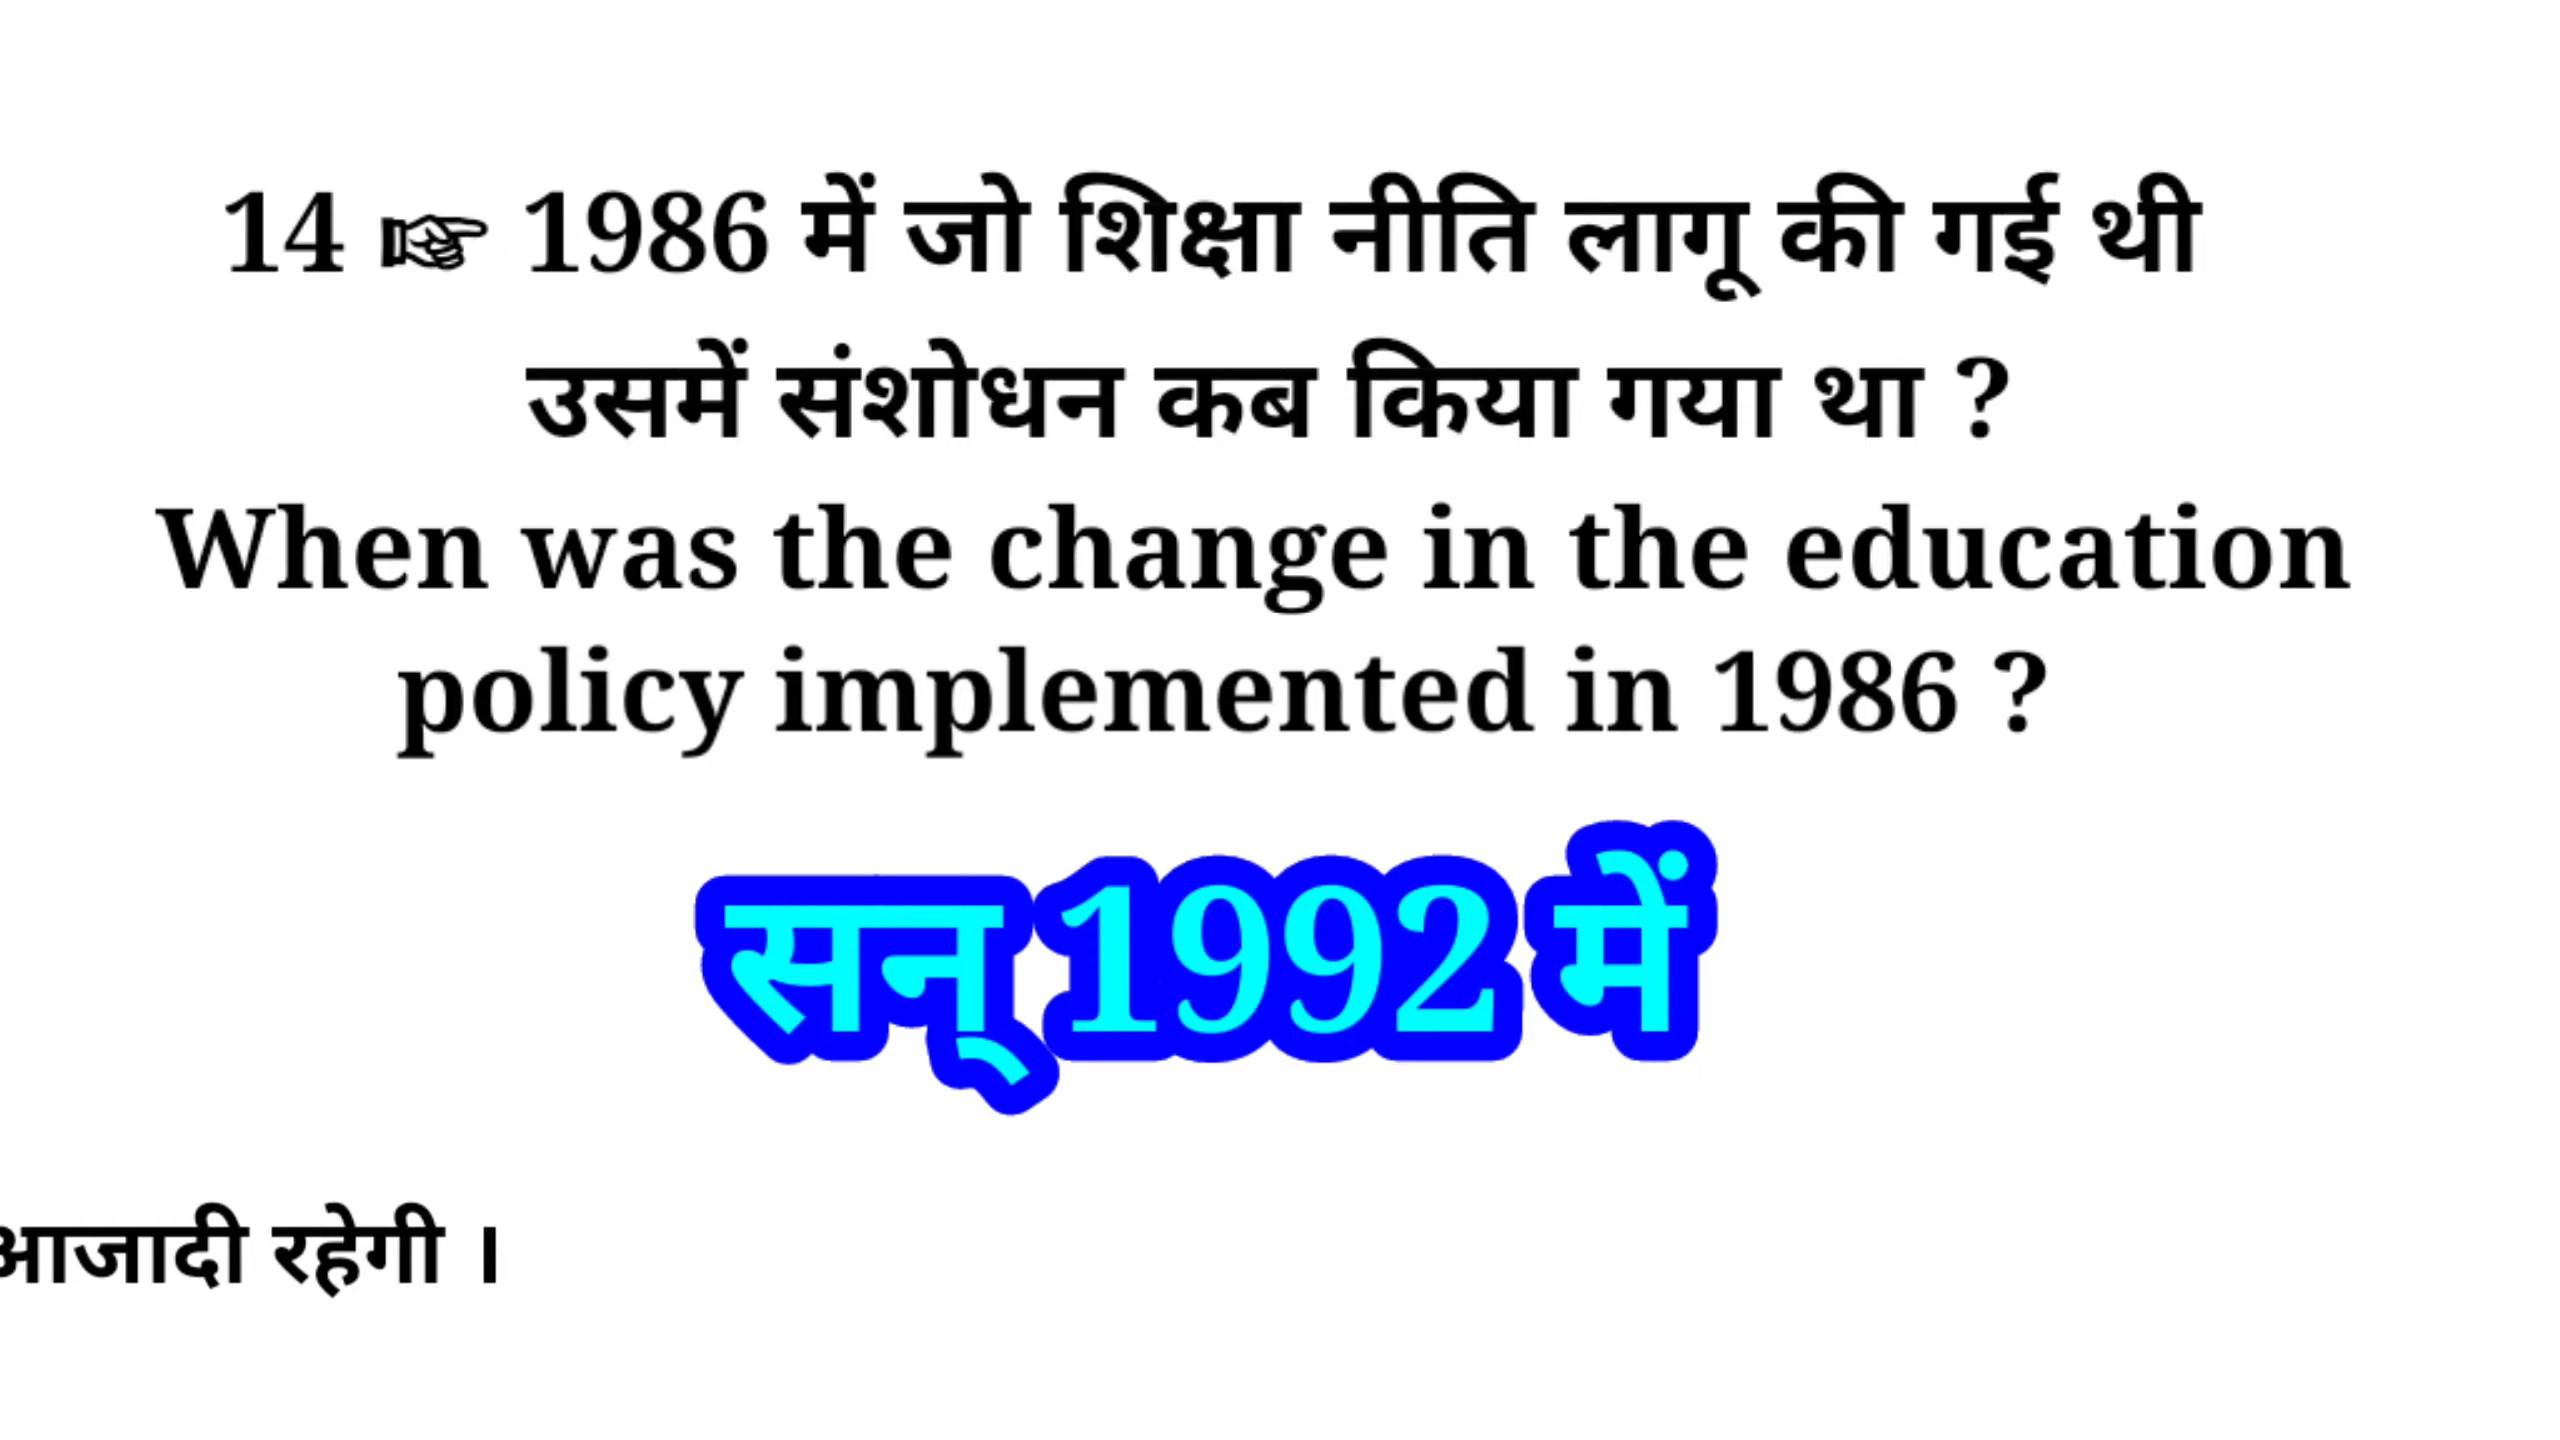 14 ☞ 1986 में जो शिक्षा नीति लागू की गई थी
उसमें संशोधन कब किया गया था ?
When was the change in the education
policy implemented in 1986 ?
सन् 1992 में
आजादी रहेगी ।